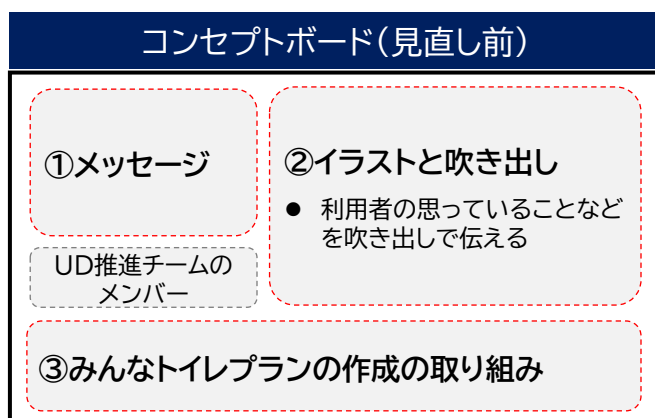 コンセプトボード（見直し前）
①メッセージ
②イラストと吹き出し
● 利用者の思っていることなど
を吹き出しで伝える
UD推進チームの
メンバー
③みんなトイレプランの作成の取り組み